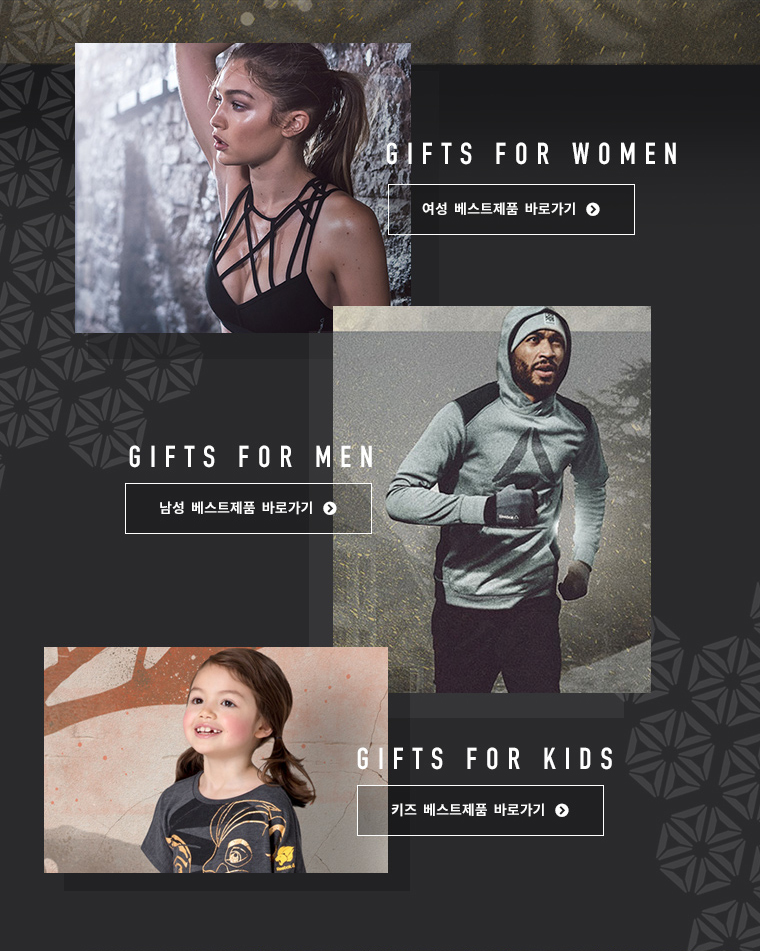 GIFTS FOR WOMEN
여성 베스트제품 바로가기
GIFTS FOR MEN
남성 베스트제품 바로가기
GIFTS FOR KIDS
키즈 베스트제품 바로가기